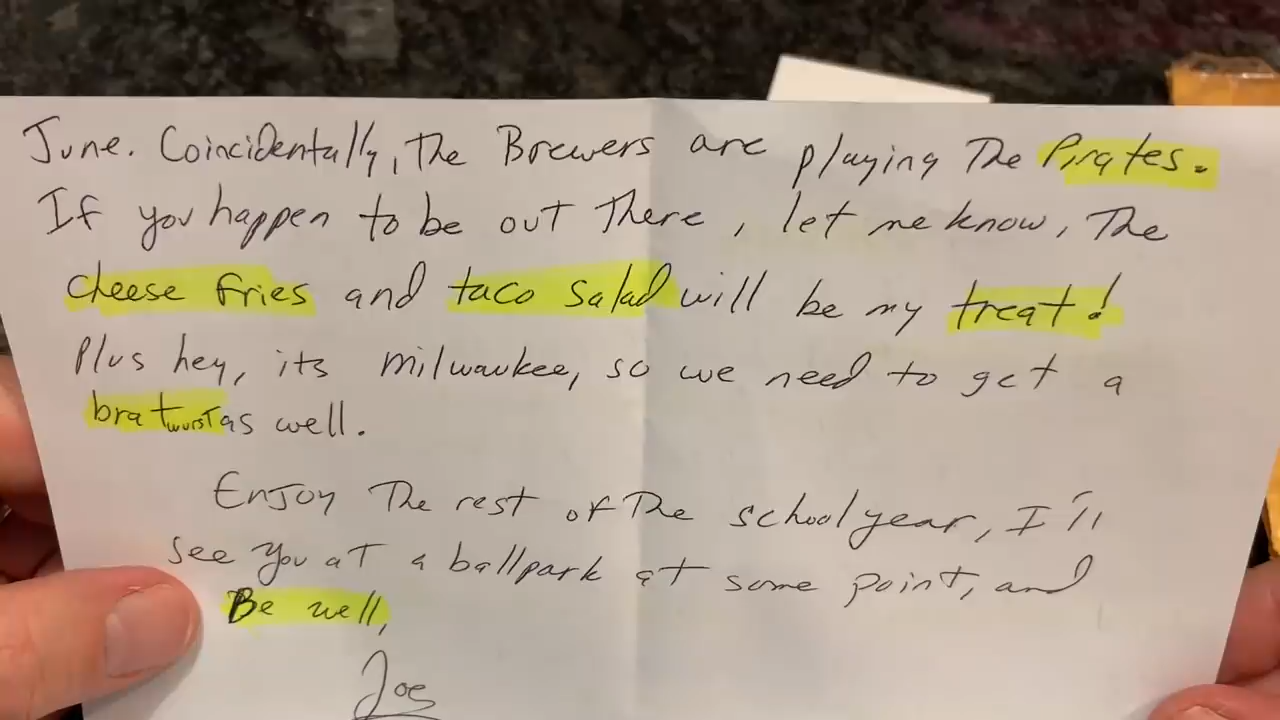 June. Coincidentally, The Brewers are playing The Pirates.
If you happen to be out There, let me know, The
cheese fries and taco salad will be my treat!
Plus hey, its milwaukee, so we need to get a
bratwurst as well.
Enjoy The rest of The school year, I'll
see you at a ballpark at some point, and
Be well,
Joe